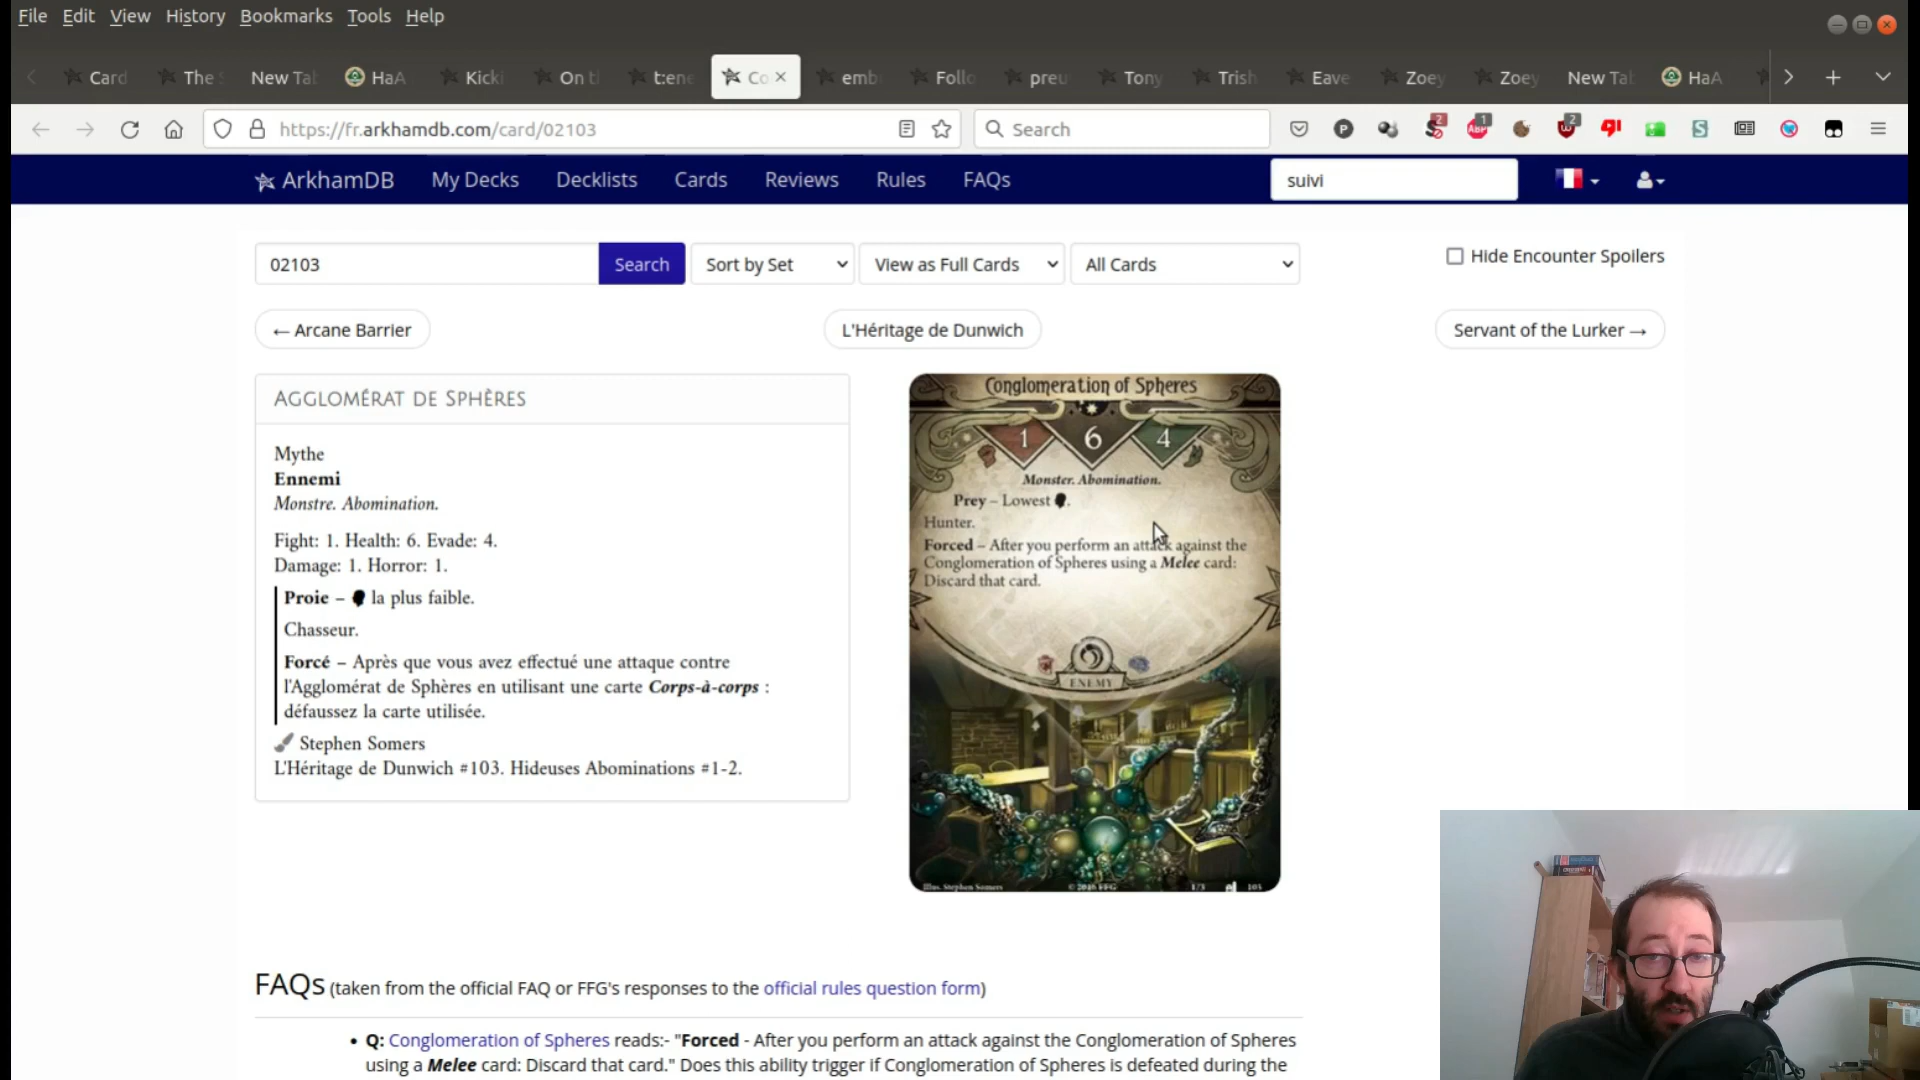 File Edit View History Bookmarks Tools Help
Card The New Tab HaA Kicki On t t:ene Co emb Follo preu Tony Trish Eave Zoey Zoey New Tab HaA
https://fr.arkhamdb.com/card/02103 Search
ArkhamDB My Decks Decklists Cards Reviews Rules FAQs suivi
02103 Search Sort by Set View as Full Cards All Cards Hide Encounter Spoilers
← Arcane Barrier L'Héritage de Dunwich Servant of the Lurker →
Agglomérat de Sphères
Mythe
Ennemi
Monstre. Abomination.
Fight: 1. Health: 6. Evade: 4.
Damage: 1. Horror: 1.
Proie – la plus faible.
Chasseur.
Forcé – Après que vous avez effectué une attaque contre
l'Agglomérat de Sphères en utilisant une carte Corps-à-corps :
défaussez la carte utilisée.
Stephen Somers
L'Héritage de Dunwich #103. Hideuses Abominations #1-2.
Conglomeration of Spheres
1 6 4
Monster. Abomination.
Prey – Lowest .
Hunter.
Forced – After you perform an attack against the
Conglomeration of Spheres using a Melee card:
Discard that card.
ENEMY
Illus. Stephen Somers © 2016 FFG 103
FAQs (taken from the official FAQ or FFG's responses to the official rules question form)
• Q: Conglomeration of Spheres reads:- "Forced - After you perform an attack against the Conglomeration of Spheres
using a Melee card: Discard that card." Does this ability trigger if Conglomeration of Spheres is defeated during the